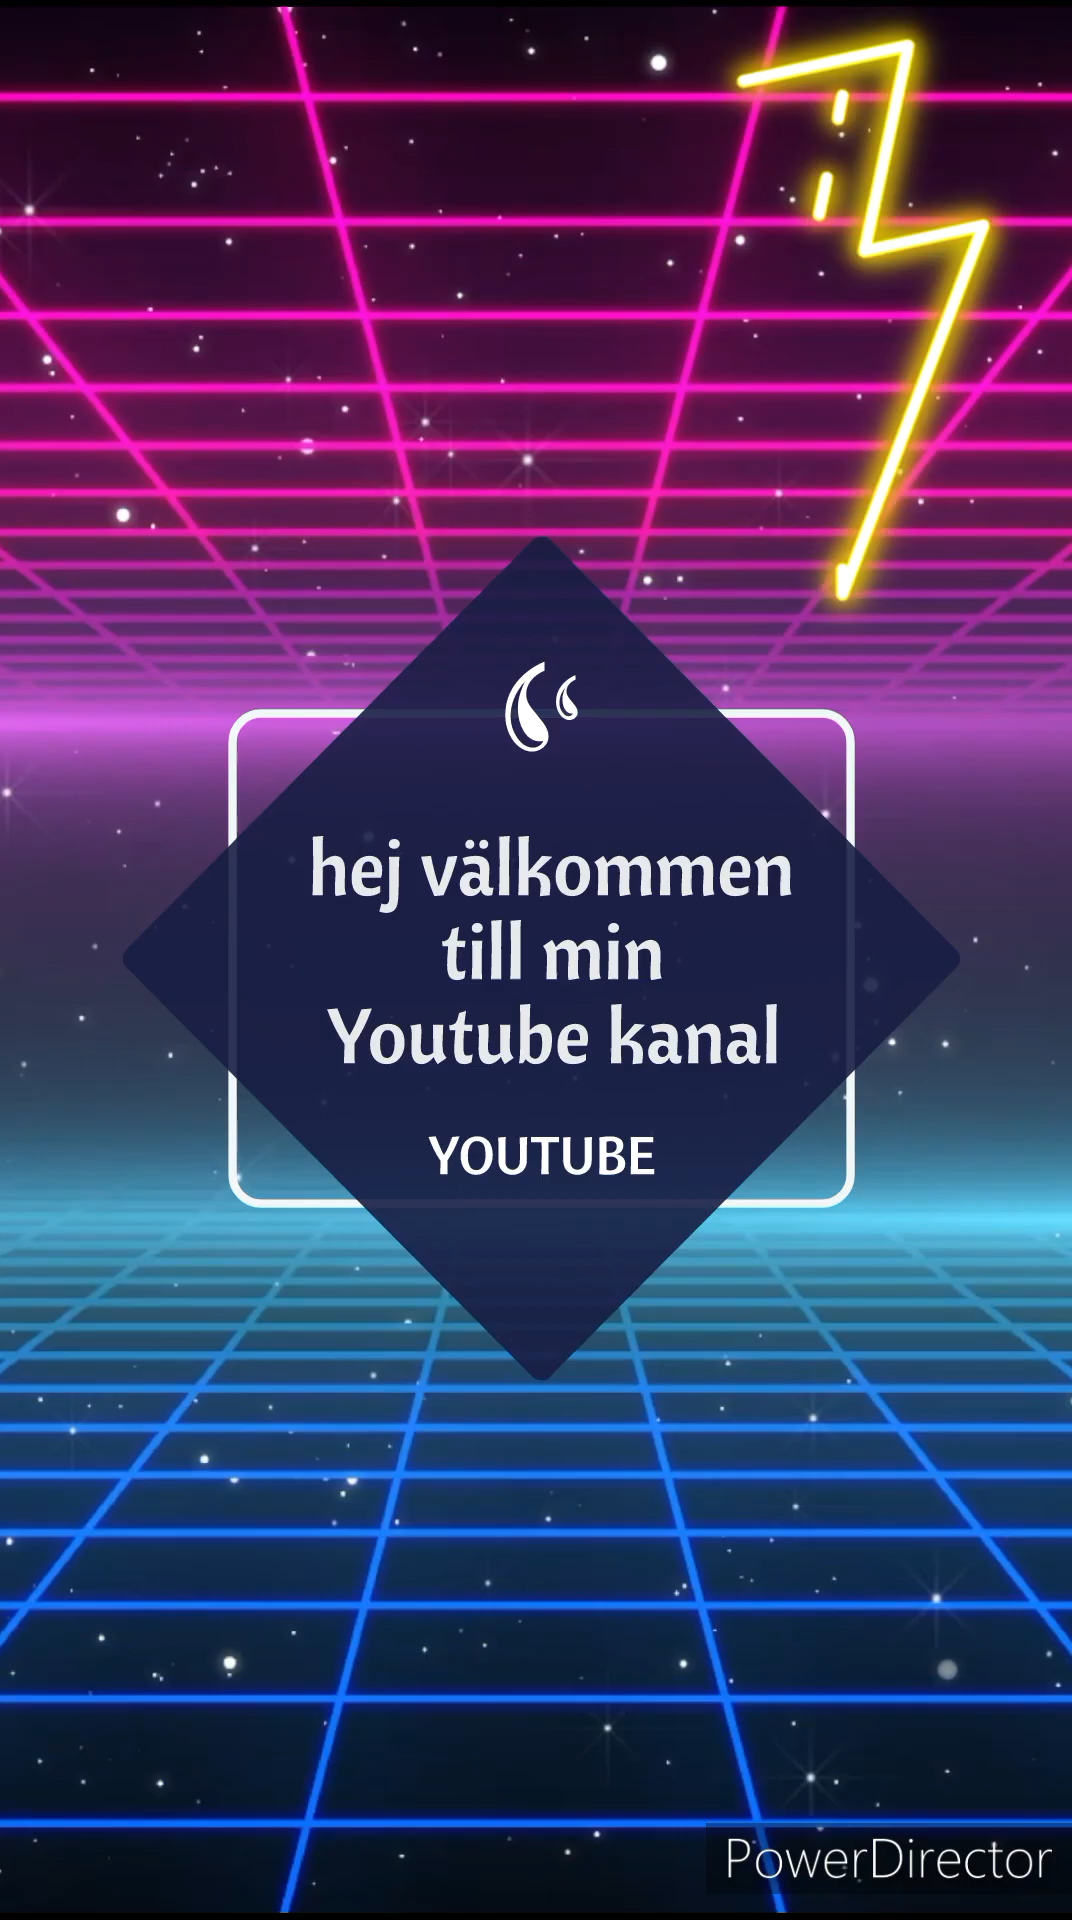 “
hej välkommen
till min
Youtube kanal
YOUTUBE
PowerDirector